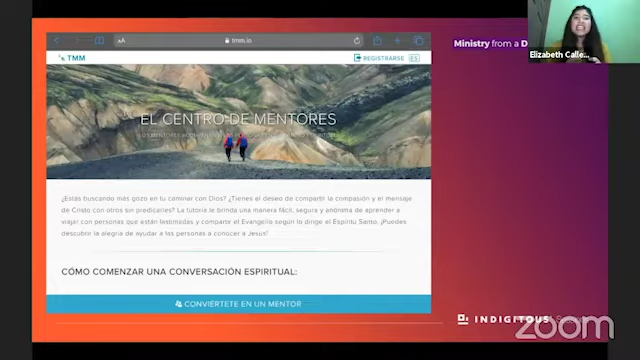 AA
tmm.io
Ministry from a D
Elizabeth Calle...
TMM
REGISTRARSE
ES
EL CENTRO DE MENTORES
¿Estás buscando más gozo en tu caminar con Dios? ¿Tienes el deseo de compartir la compasión y el mensaje
de Cristo con otros sin predicarles? La tutoría le brinda una manera fácil, segura y anónima de aprender a
viajar con personas que están lastimadas y compartir el Evangelio según lo dirige el Espíritu Santo. ¡Puedes
descubrir la alegría de ayudar a las personas a conocer a Jesús!
CÓMO COMENZAR UNA CONVERSACIÓN ESPIRITUAL:
CONVIÉRTETE EN UN MENTOR
INDIGITOUS
zoom